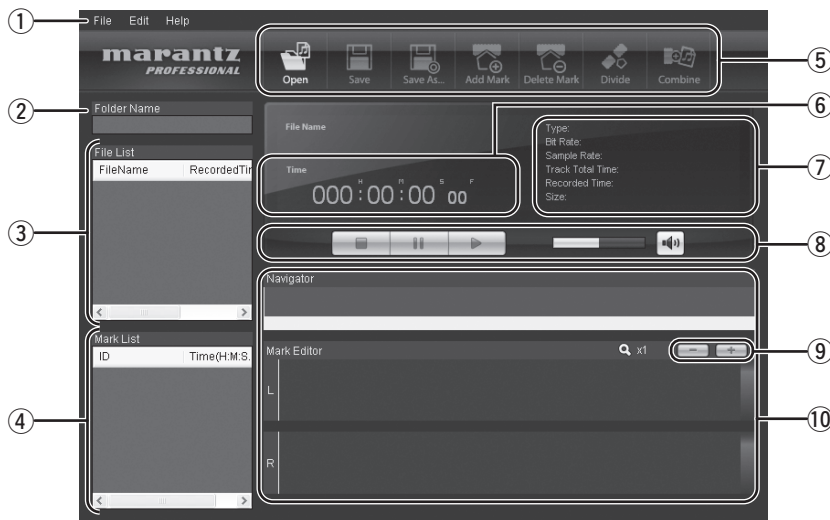 ① File Edit Help
marantz
PROFESSIONAL
Open Save Save As... Add Mark Delete Mark Divide Combine
⑤
② Folder Name
⑥
File Name
Type:
Bit Rate:
Sample Rate:
Track Total Time:
Recorded Time:
Size:
⑦
File List
FileName RecordedTir
③
Time
H M S F
000:00:00 00
⑧
Navigator
Mark List
ID Time(H:M:S.
④
Mark Editor x1 − +
⑨
L
⑩
R